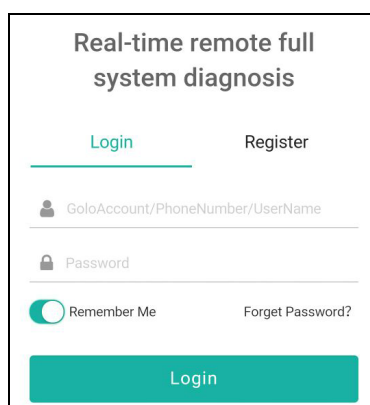 Real-time remote full
system diagnosis
Login Register
GoloAccount/PhoneNumber/UserName
Password
Remember Me Forget Password?
Login